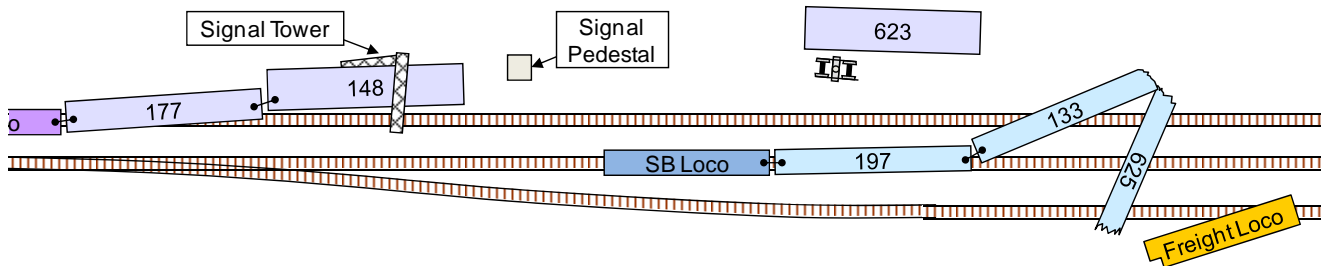 Signal Tower
Signal
Pedestal
623
177
148
o
133
SB Loco
197
625
Freight Loco